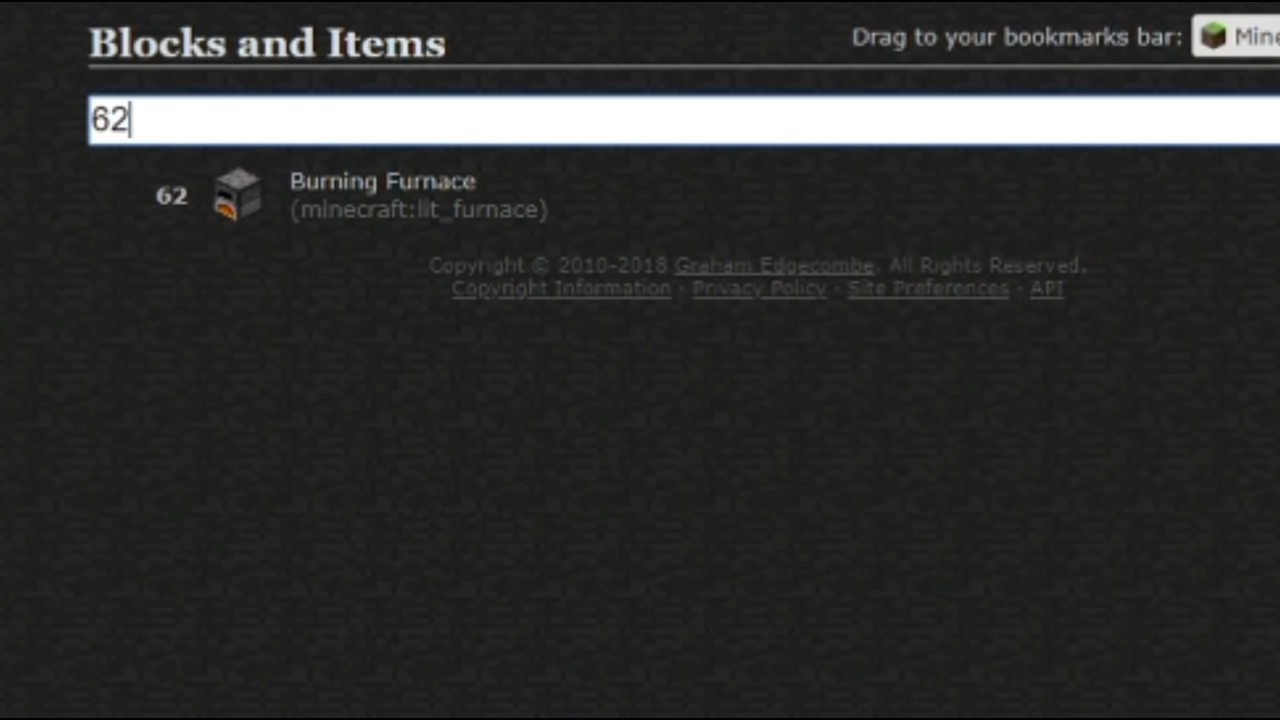 Blocks and Items
Drag to your bookmarks bar: Mine
62
62 Burning Furnace
(minecraft:lit_furnace)
Copyright © 2010-2018 Graham Edgecombe. All Rights Reserved.
Copyright Information · Privacy Policy · Site Preferences · API